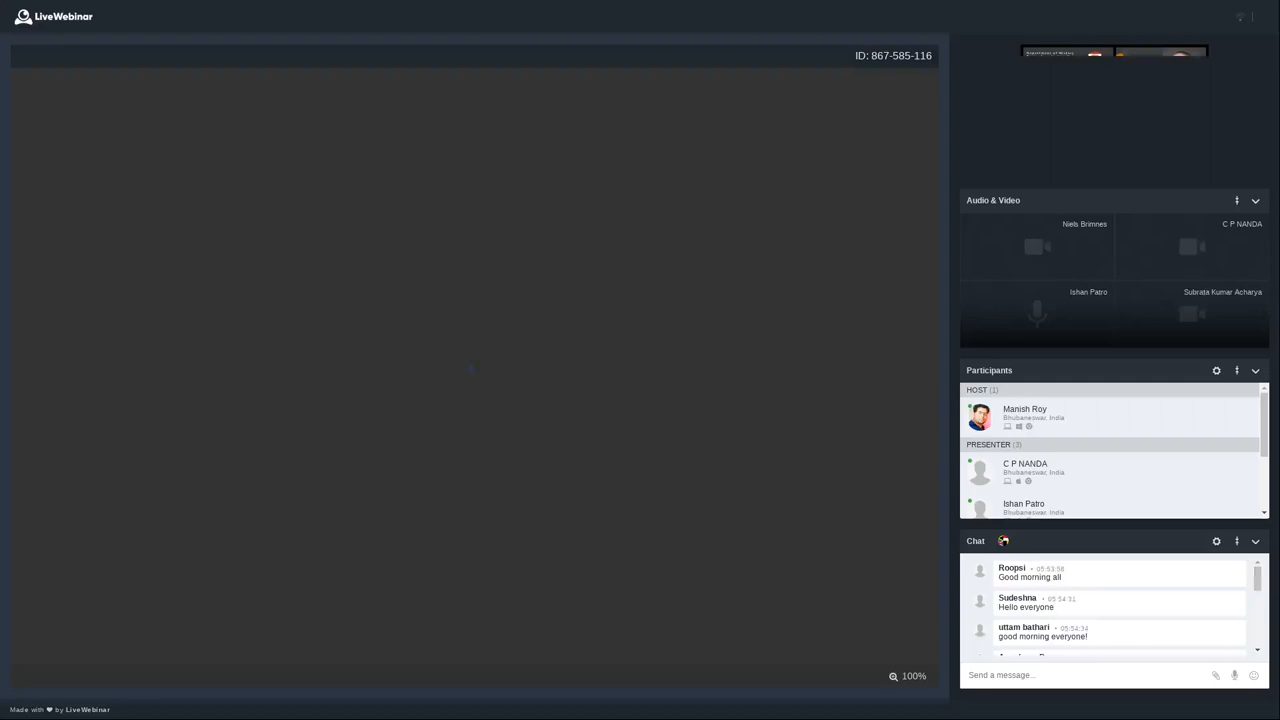 LiveWebinar
ID: 867-585-116
100%
Made with ❤ by LiveWebinar
Department of History
Audio & Video
Niels Brimnes
C P NANDA
Ishan Patro
Subrata Kumar Acharya
Participants
HOST (1)
Manish Roy
Bhubaneswar, India
PRESENTER (3)
C P NANDA
Bhubaneswar, India
Ishan Patro
Bhubaneswar, India
Chat
Roopsi • 05:53:56
Good morning all
Sudeshna • 05:54:31
Hello everyone
uttam bathari • 05:54:34
good morning everyone!
Send a message...